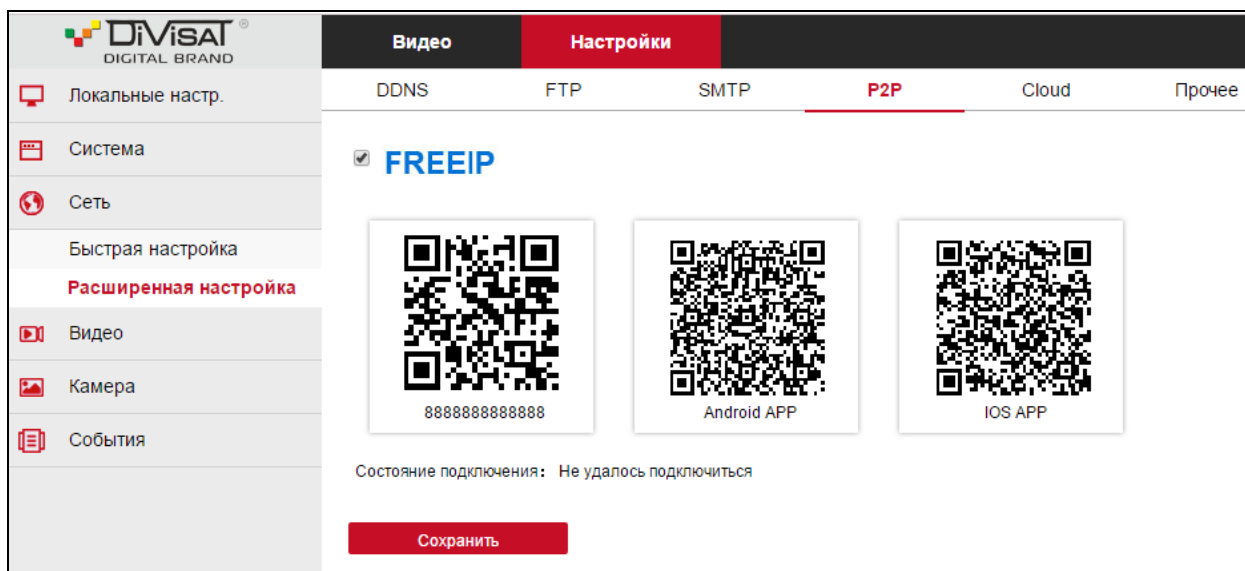 DiViSAT ®
DIGITAL BRAND
Видео
Настройки
DDNS
FTP
SMTP
P2P
Cloud
Прочее
Локальные настр.
Система
Сеть
Быстрая настройка
Расширенная настройка
Видео
Камера
События
FREEIP
8888888888888
Android APP
IOS APP
Состояние подключения: Не удалось подключиться
Сохранить